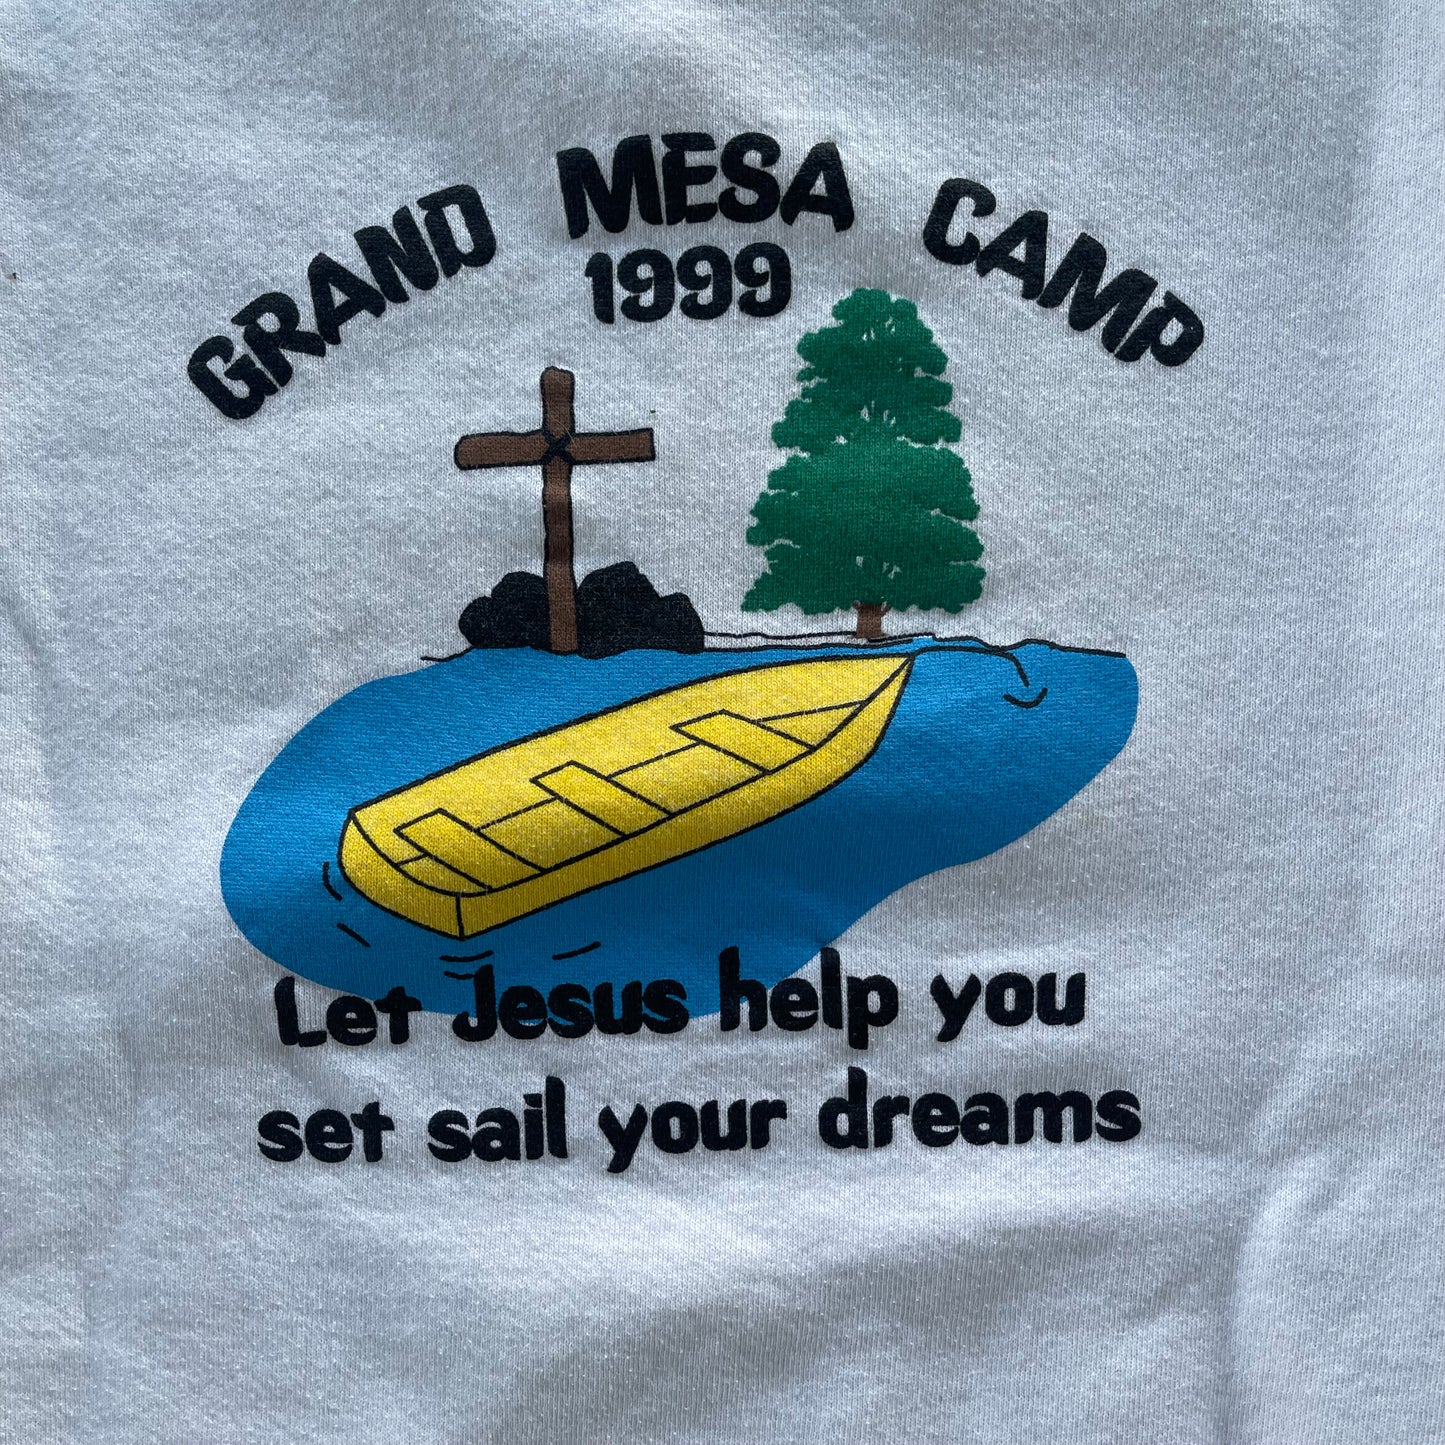 GRAND MESA CAMP
1999
Let Jesus help you
set sail your dreams